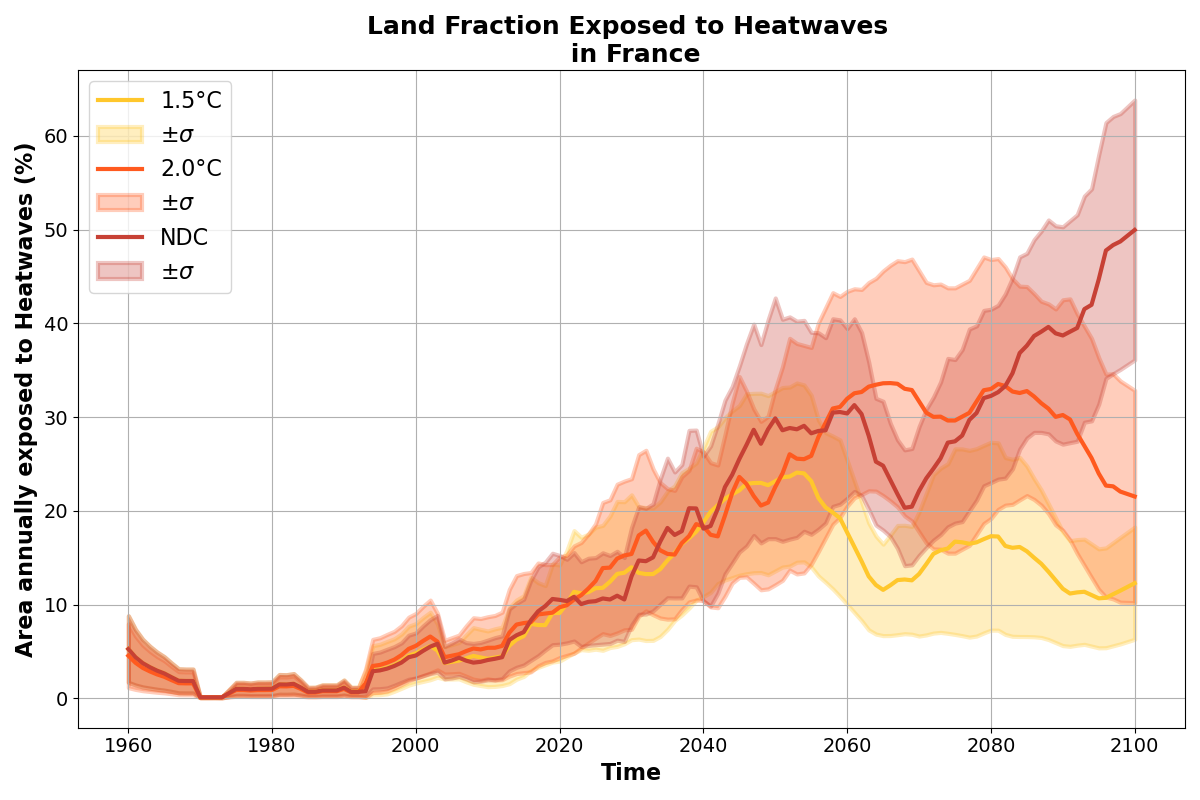 Land Fraction Exposed to Heatwaves
in France
1.5°C
±σ
2.0°C
±σ
NDC
±σ
Area annually exposed to Heatwaves (%)
60
50
40
30
20
10
0
1960 1980 2000 2020 2040 2060 2080 2100
Time